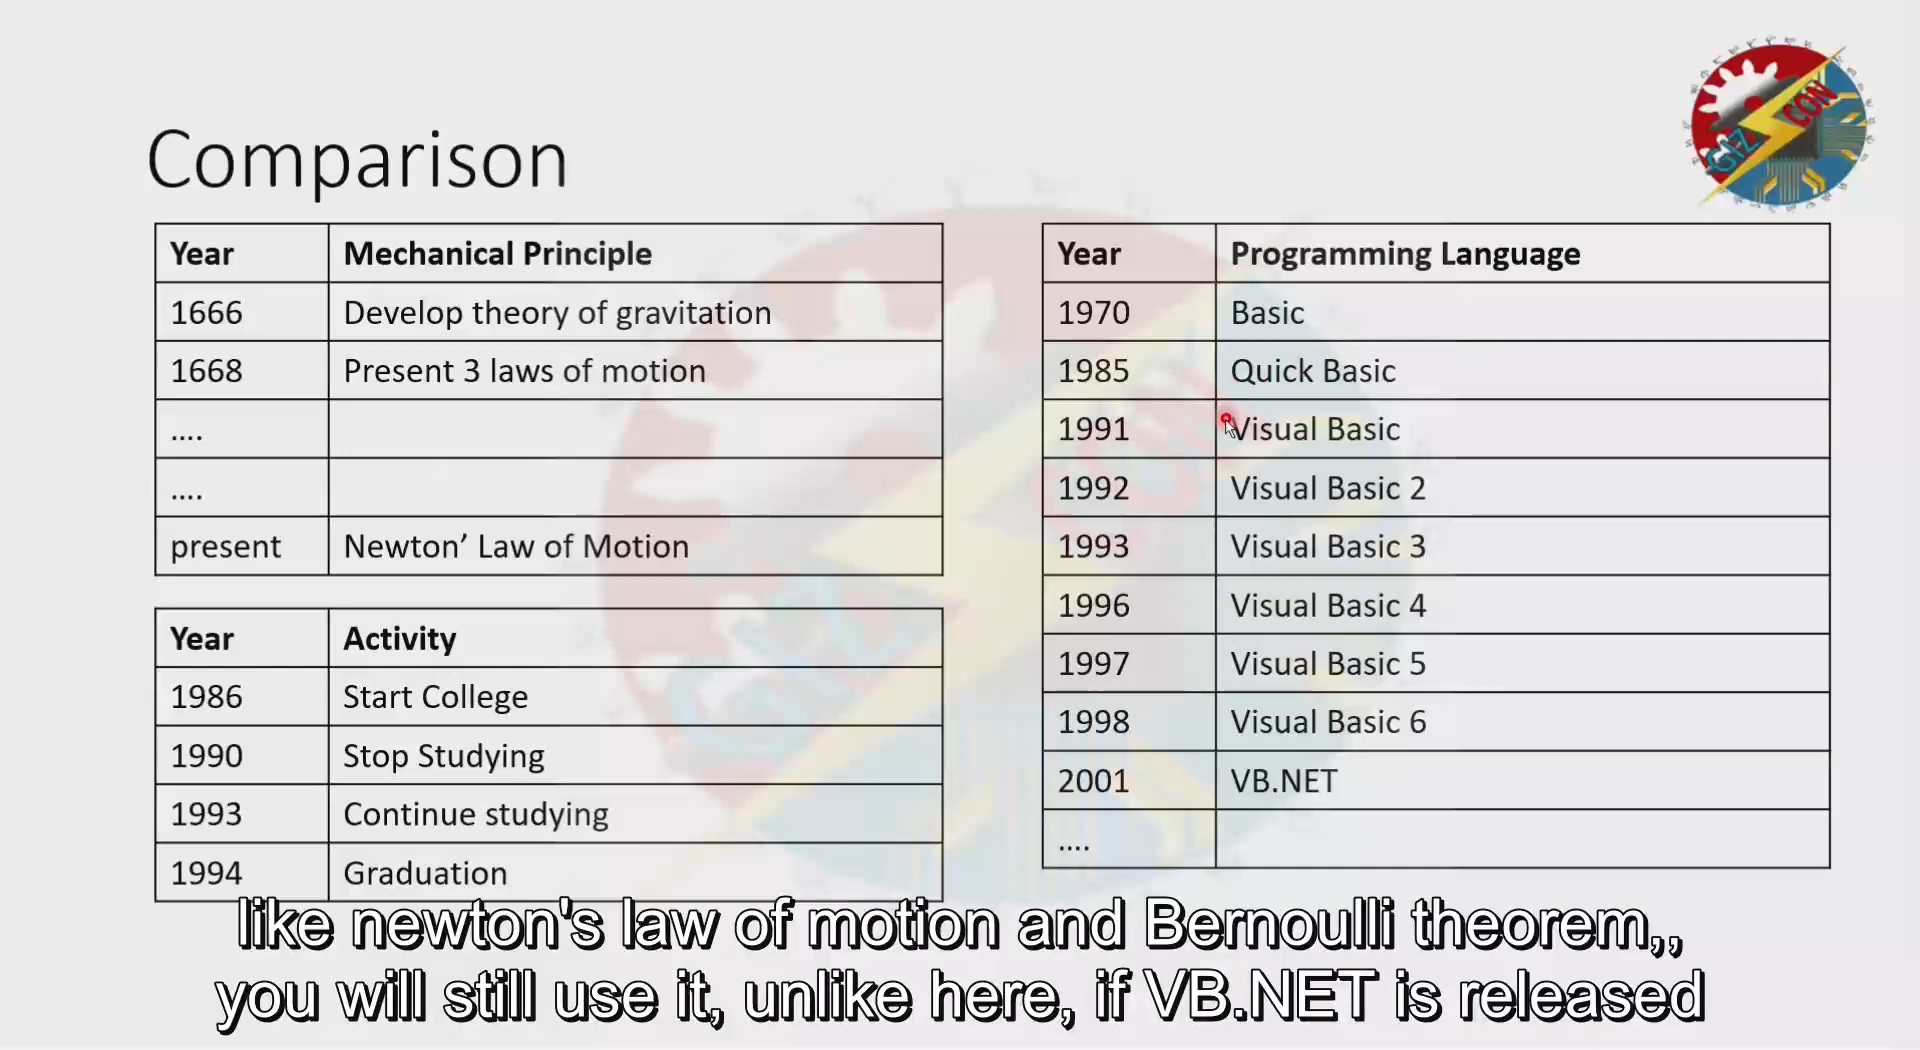 GIZ CON
Comparison
Year Mechanical Principle
1666 Develop theory of gravitation
1668 Present 3 laws of motion
....
....
present Newton’ Law of Motion
Year Activity
1986 Start College
1990 Stop Studying
1993 Continue studying
1994 Graduation
Year Programming Language
1970 Basic
1985 Quick Basic
1991 Visual Basic
1992 Visual Basic 2
1993 Visual Basic 3
1996 Visual Basic 4
1997 Visual Basic 5
1998 Visual Basic 6
2001 VB.NET
....
like newton's law of motion and Bernoulli theorem,,
you will still use it, unlike here, if VB.NET is released